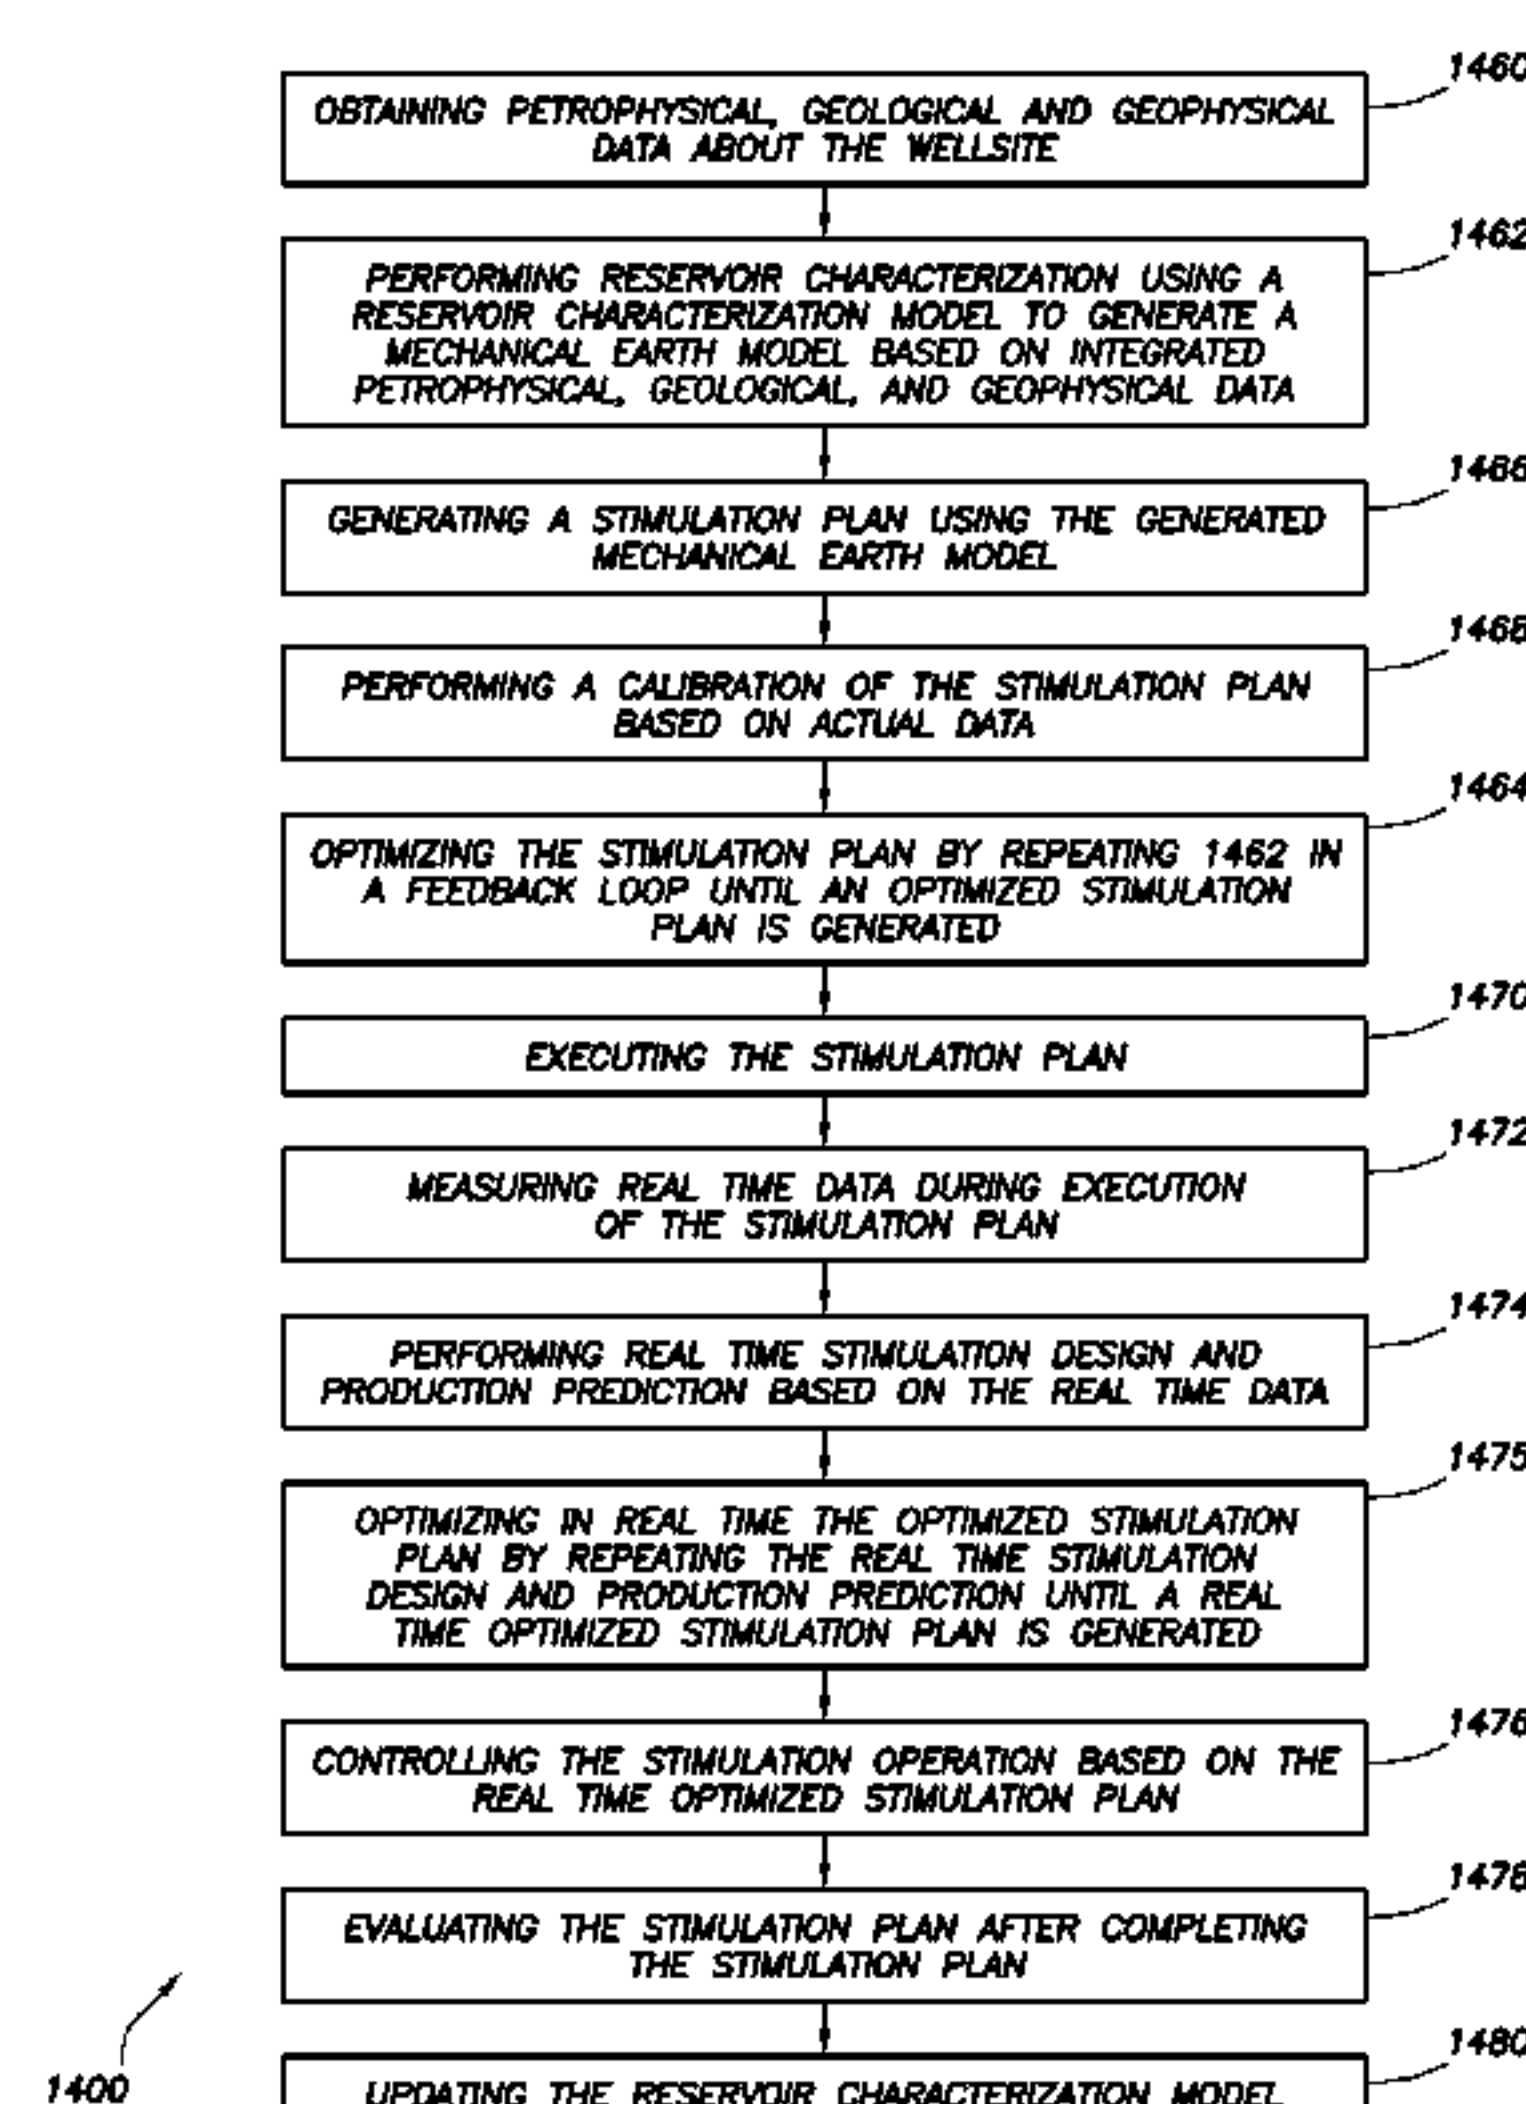 1460
OBTAINING PETROPHYSICAL, GEOLOGICAL AND GEOPHYSICAL
DATA ABOUT THE WELLSITE
1462
PERFORMING RESERVOIR CHARACTERIZATION USING A
RESERVOIR CHARACTERIZATION MODEL TO GENERATE A
MECHANICAL EARTH MODEL BASED ON INTEGRATED
PETROPHYSICAL, GEOLOGICAL, AND GEOPHYSICAL DATA
1466
GENERATING A STIMULATION PLAN USING THE GENERATED
MECHANICAL EARTH MODEL
1468
PERFORMING A CALIBRATION OF THE STIMULATION PLAN
BASED ON ACTUAL DATA
1464
OPTIMIZING THE STIMULATION PLAN BY REPEATING 1462 IN
A FEEDBACK LOOP UNTIL AN OPTIMIZED STIMULATION
PLAN IS GENERATED
1470
EXECUTING THE STIMULATION PLAN
1472
MEASURING REAL TIME DATA DURING EXECUTION
OF THE STIMULATION PLAN
1474
PERFORMING REAL TIME STIMULATION DESIGN AND
PRODUCTION PREDICTION BASED ON THE REAL TIME DATA
1475
OPTIMIZING IN REAL TIME THE OPTIMIZED STIMULATION
PLAN BY REPEATING THE REAL TIME STIMULATION
DESIGN AND PRODUCTION PREDICTION UNTIL A REAL
TIME OPTIMIZED STIMULATION PLAN IS GENERATED
1476
CONTROLLING THE STIMULATION OPERATION BASED ON THE
REAL TIME OPTIMIZED STIMULATION PLAN
1478
EVALUATING THE STIMULATION PLAN AFTER COMPLETING
THE STIMULATION PLAN
1480
UPDATING THE RESERVOIR CHARACTERIZATION MODEL
1400